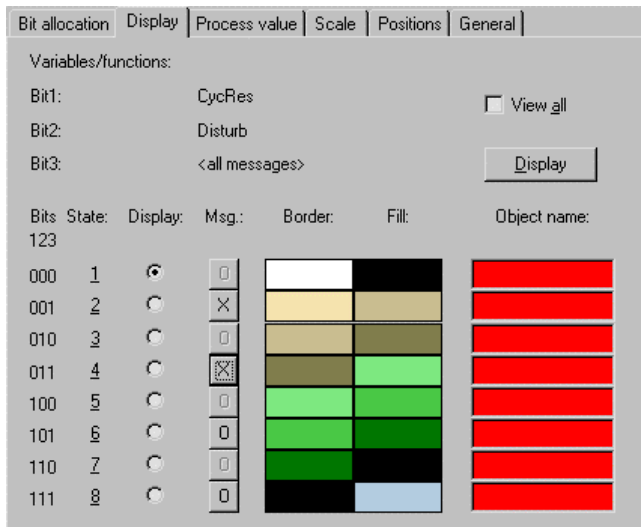 Bit allocation Display Process value Scale Positions General
Variables/functions:
Bit1: CycRes
View all
Bit2: Disturb
Bit3: <all messages>
Display
Bits State: Display: Msg.: Border: Fill: Object name:
123
000 1 0
001 2 X
010 3 0
011 4 X
100 5 0
101 6 0
110 7 0
111 8 0